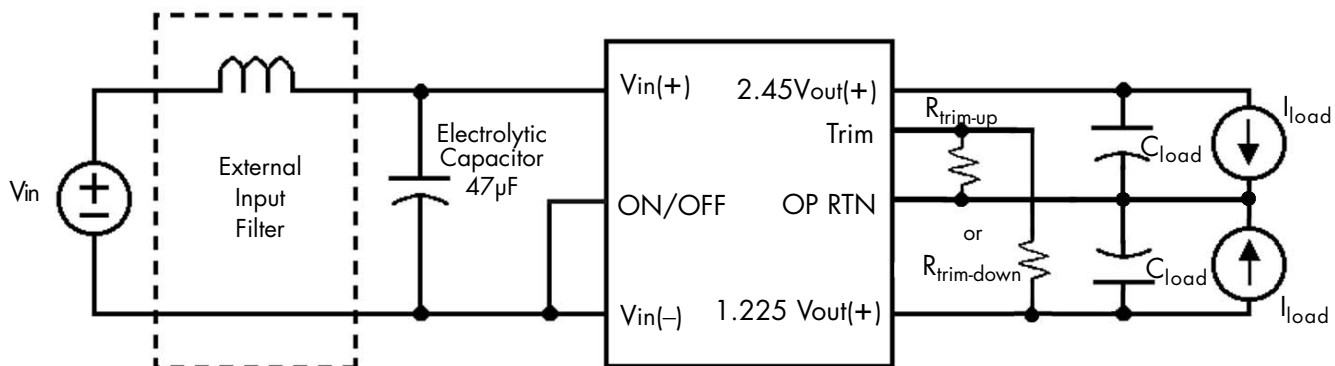 Vin
External
Input
Filter
Electrolytic
Capacitor
47µF
Vin(+)
ON/OFF
Vin(–)
2.45Vout(+)
Trim
OP RTN
1.225 Vout(+)
Rtrim-up
or
Rtrim-down
Cload
Cload
Iload
Iload